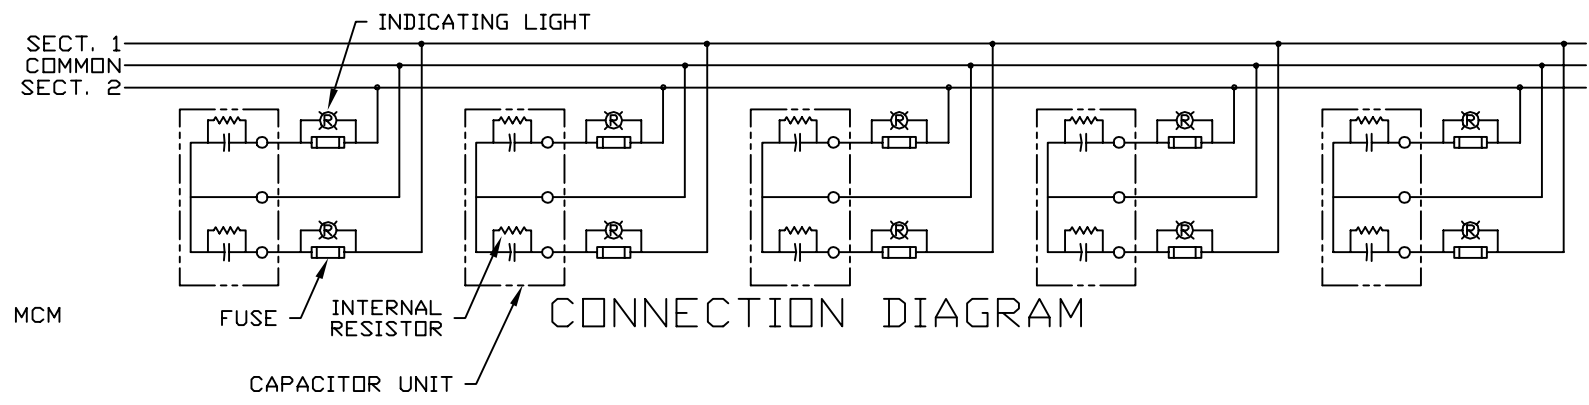 INDICATING LIGHT
SECT. 1
COMMON
SECT. 2
R R R R R
R R R R R
MCM
FUSE
INTERNAL
RESISTOR
CONNECTION DIAGRAM
CAPACITOR UNIT